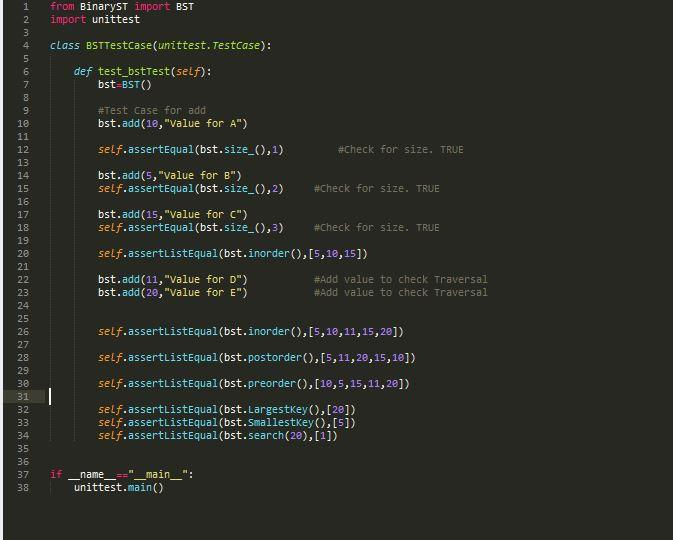 1 from BinaryST import BST
2 import unittest
3
4 class BSTTestCase(unittest.TestCase):
5
6 def test_bstTest(self):
7 bst=BST()
8
9 #Test Case for add
10 bst.add(10,"Value for A")
11
12 self.assertEqual(bst.size_(),1) #Check for size. TRUE
13
14 bst.add(5,"Value for B")
15 self.assertEqual(bst.size_(),2) #Check for size. TRUE
16
17 bst.add(15,"Value for C")
18 self.assertEqual(bst.size_(),3) #Check for size. TRUE
19
20 self.assertListEqual(bst.inorder(),[5,10,15])
21
22 bst.add(11,"Value for D") #Add value to check Traversal
23 bst.add(20,"Value for E") #Add value to check Traversal
24
25
26 self.assertListEqual(bst.inorder(),[5,10,11,15,20])
27
28 self.assertListEqual(bst.postorder(),[5,11,20,15,10])
29
30 self.assertListEqual(bst.preorder(),[10,5,15,11,20])
31
32 self.assertListEqual(bst.LargestKey(),[20])
33 self.assertListEqual(bst.SmallestKey(),[5])
34 self.assertListEqual(bst.search(20),[1])
35
36
37 if __name__=="__main__":
38 unittest.main()